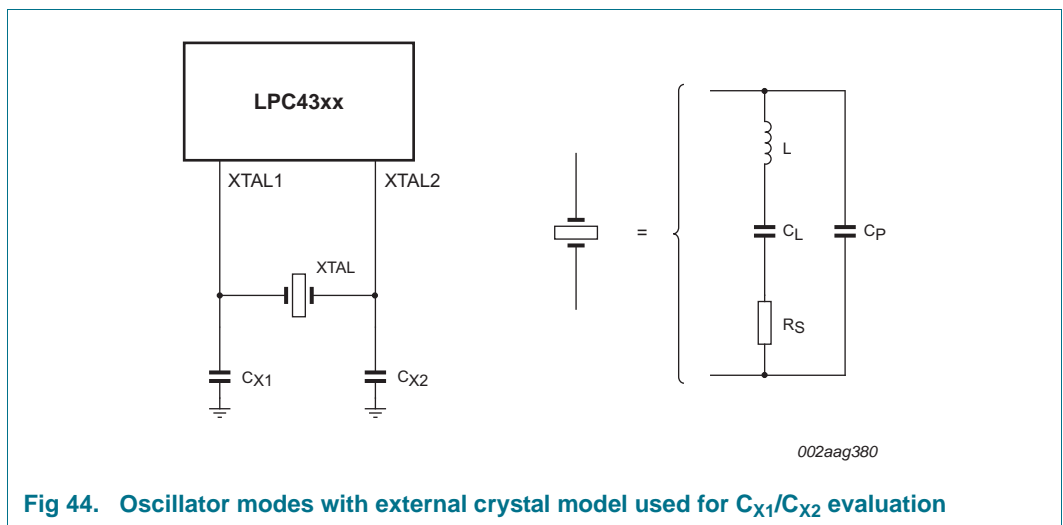 LPC43xx
XTAL1
XTAL2
XTAL
CX1
CX2
=
L
CL
CP
RS
002aag380
Fig 44. Oscillator modes with external crystal model used for CX1/CX2 evaluation